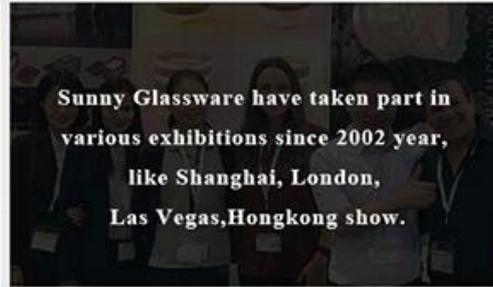 Sunny Glassware have taken part in
various exhibitions since 2002 year,
like Shanghai, London,
Las Vegas,Hongkong show.